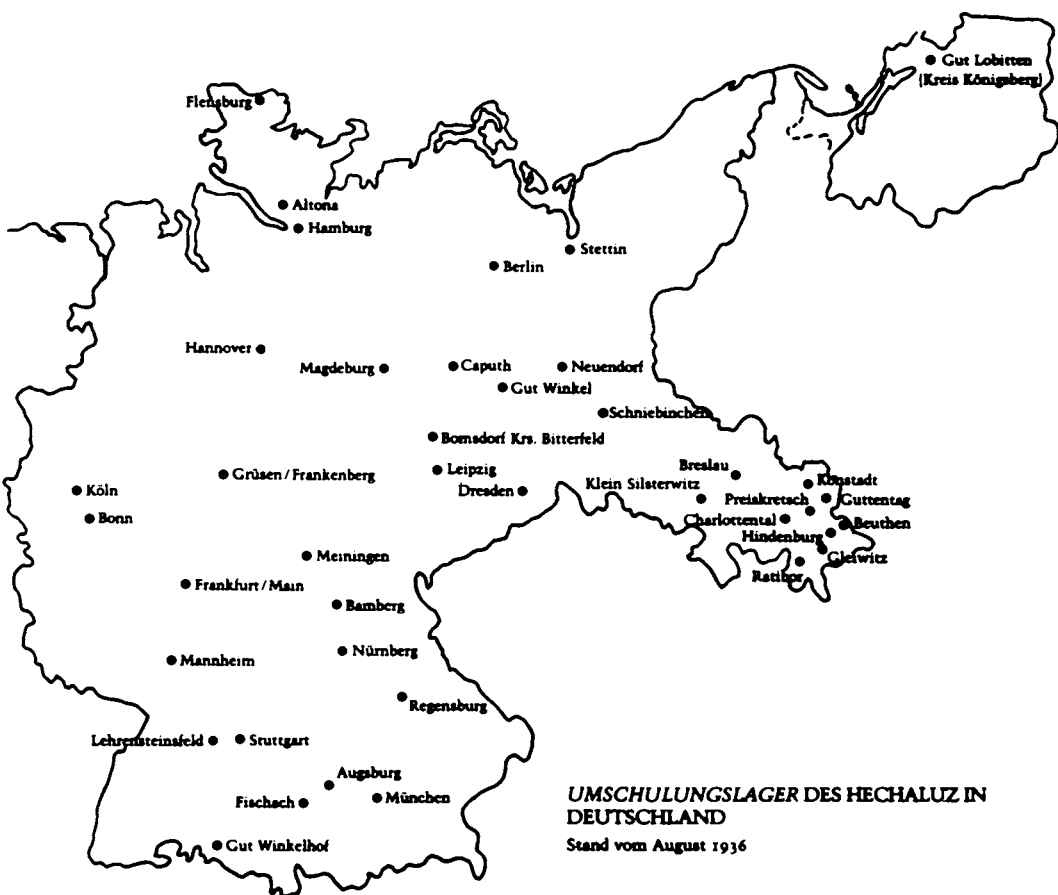 Gut Lobitten
(Kreis Königsberg)
Flensburg
Altona
Hamburg
Stettin
Berlin
Hannover
Magdeburg
Caputh
Neuendorf
Gut Winkel
Schniebinchen
Bomsdorf Krs. Bitterfeld
Leipzig
Grüsen/Frankenberg
Breslau
Köln
Dresden
Klein Silsterwitz
Konstadt
Preiskretsch
Guttentag
Bonn
Charlottental
Beuthen
Hindenburg
Gleiwitz
Meiningen
Ratibor
Frankfurt/Main
Bamberg
Nürnberg
Mannheim
Regensburg
Lehrensteinsfeld
Stuttgart
Augsburg
Fischach
München
Gut Winkelhof
UMSCHULUNGSLAGER DES HECHALUZ IN
DEUTSCHLAND
Stand vom August 1936